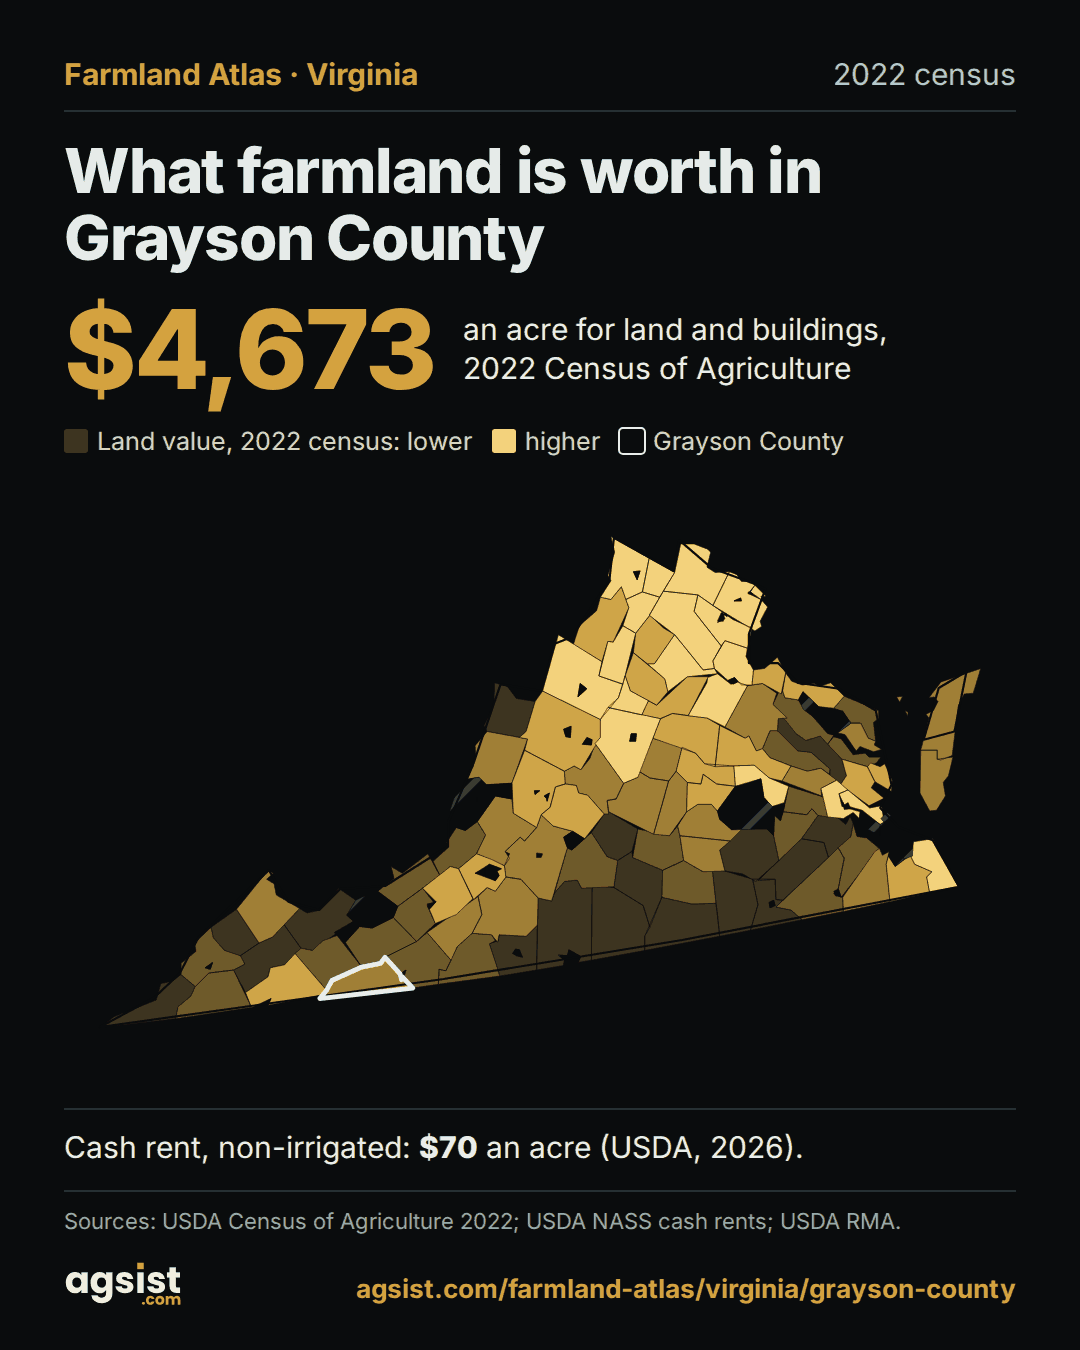 Farmland Atlas · Virginia
2022 census
What farmland is worth in
Grayson County
$4,673
an acre for land and buildings,
2022 Census of Agriculture
Land value, 2022 census: lower
higher
Grayson County
Cash rent, non-irrigated: $70 an acre (USDA, 2026).
Sources: USDA Census of Agriculture 2022; USDA NASS cash rents; USDA RMA.
agsist
.com
agsist.com/farmland-atlas/virginia/grayson-county